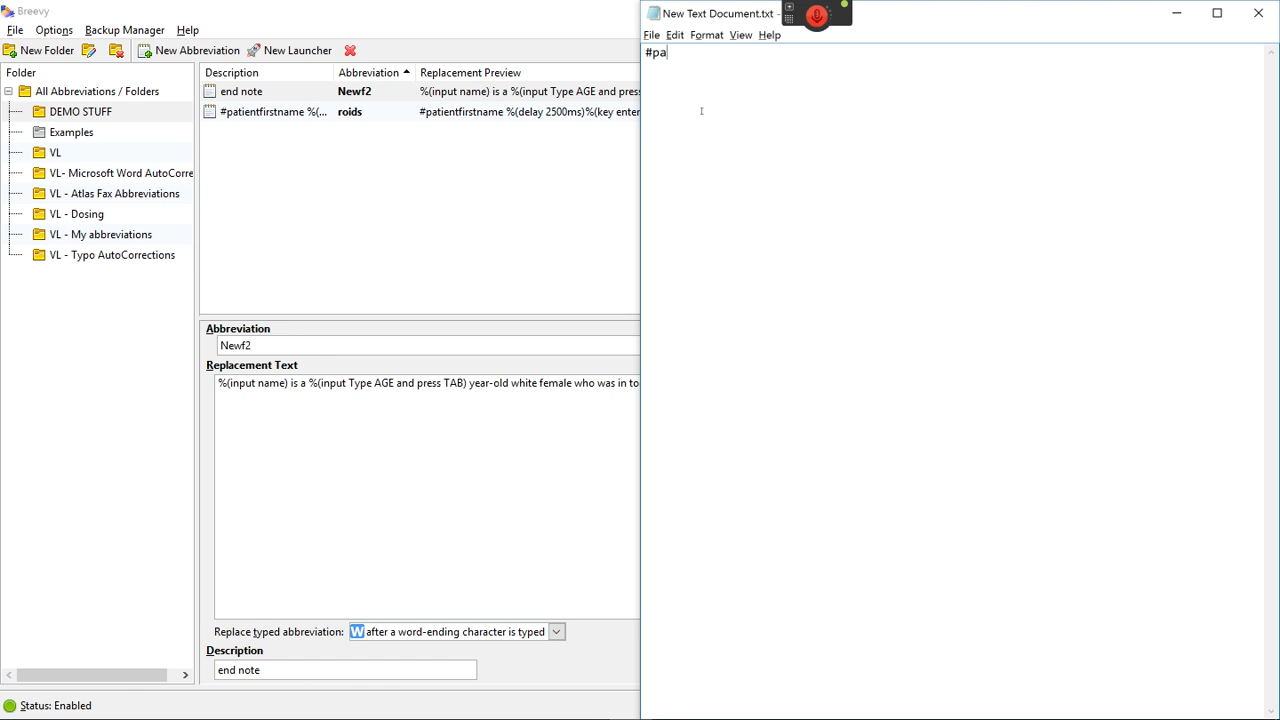 Breevy
File Options Backup Manager Help
New Folder New Abbreviation New Launcher
Folder
All Abbreviations / Folders
DEMO STUFF
Examples
VL
VL- Microsoft Word AutoCorre
VL - Atlas Fax Abbreviations
VL - Dosing
VL - My abbreviations
VL - Typo AutoCorrections
Description Abbreviation Replacement Preview
end note Newf2 %(input name) is a %(input Type AGE and pres
#patientfirstname %(... roids #patientfirstname %(delay 2500ms)%(key enter
Abbreviation
Newf2
Replacement Text
%(input name) is a %(input Type AGE and press TAB) year-old white female who was in to
Replace typed abbreviation: W after a word-ending character is typed
Description
end note
Status: Enabled
New Text Document.txt -
File Edit Format View Help
#pa